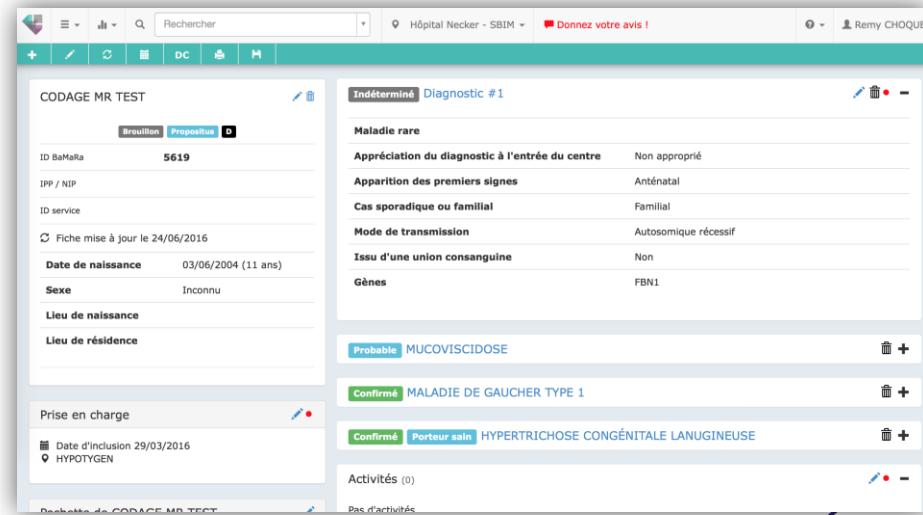 Rechercher
Hôpital Necker - SBIM
Donnez votre avis !
Remy CHOQUE
DC
CODAGE MR TEST
Brouillon Propositus D
ID BaMaRa 5619
IPP / NIP
ID service
Fiche mise à jour le 24/06/2016
Date de naissance 03/06/2004 (11 ans)
Sexe Inconnu
Lieu de naissance
Lieu de résidence
Prise en charge
Date d'inclusion 29/03/2016
HYPOTYGEN
Pochette de CODAGE MR TEST
Indéterminé Diagnostic #1
Maladie rare
Appréciation du diagnostic à l'entrée du centre Non approprié
Apparition des premiers signes Anténatal
Cas sporadique ou familial Familial
Mode de transmission Autosomique récessif
Issu d'une union consanguine Non
Gènes FBN1
Probable MUCOVISCIDOSE
Confirmé MALADIE DE GAUCHER TYPE 1
Confirmé Porteur sain HYPERTRICHOSE CONGÉNITALE LANUGINEUSE
Activités (0)
Pas d'activités